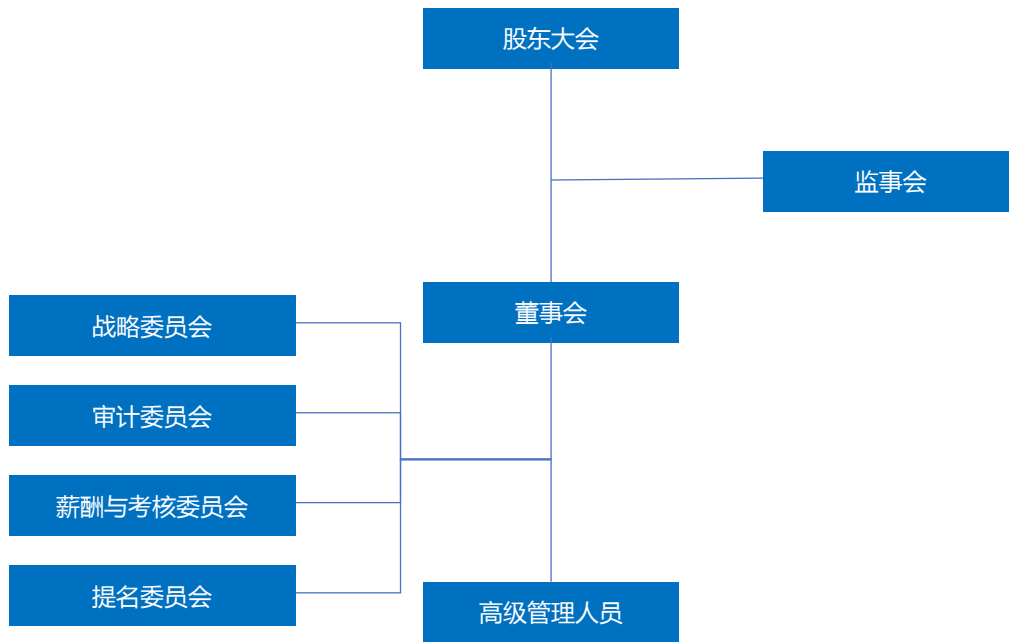 股东大会
监事会
董事会
战略委员会
审计委员会
薪酬与考核委员会
提名委员会
高级管理人员